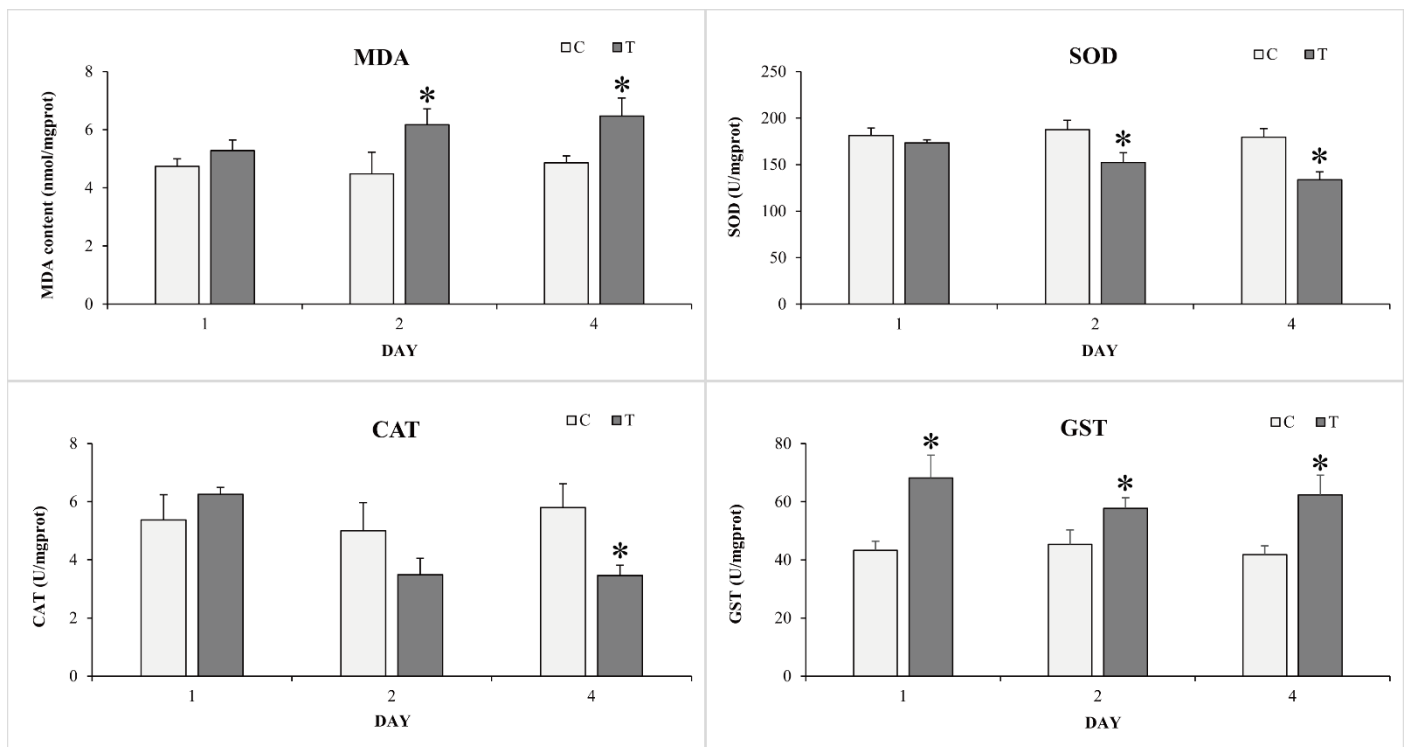 MDA
C T
MDA content (nmol/mgprot)
8
6
4
2
0
* *
1 2 4
DAY
SOD
C T
SOD (U/mgprot)
250
200
150
100
50
0
* *
1 2 4
DAY
CAT
C T
CAT (U/mgprot)
8
6
4
2
0
*
1 2 4
DAY
GST
C T
GST (U/mgprot)
80
60
40
20
0
* * *
1 2 4
DAY